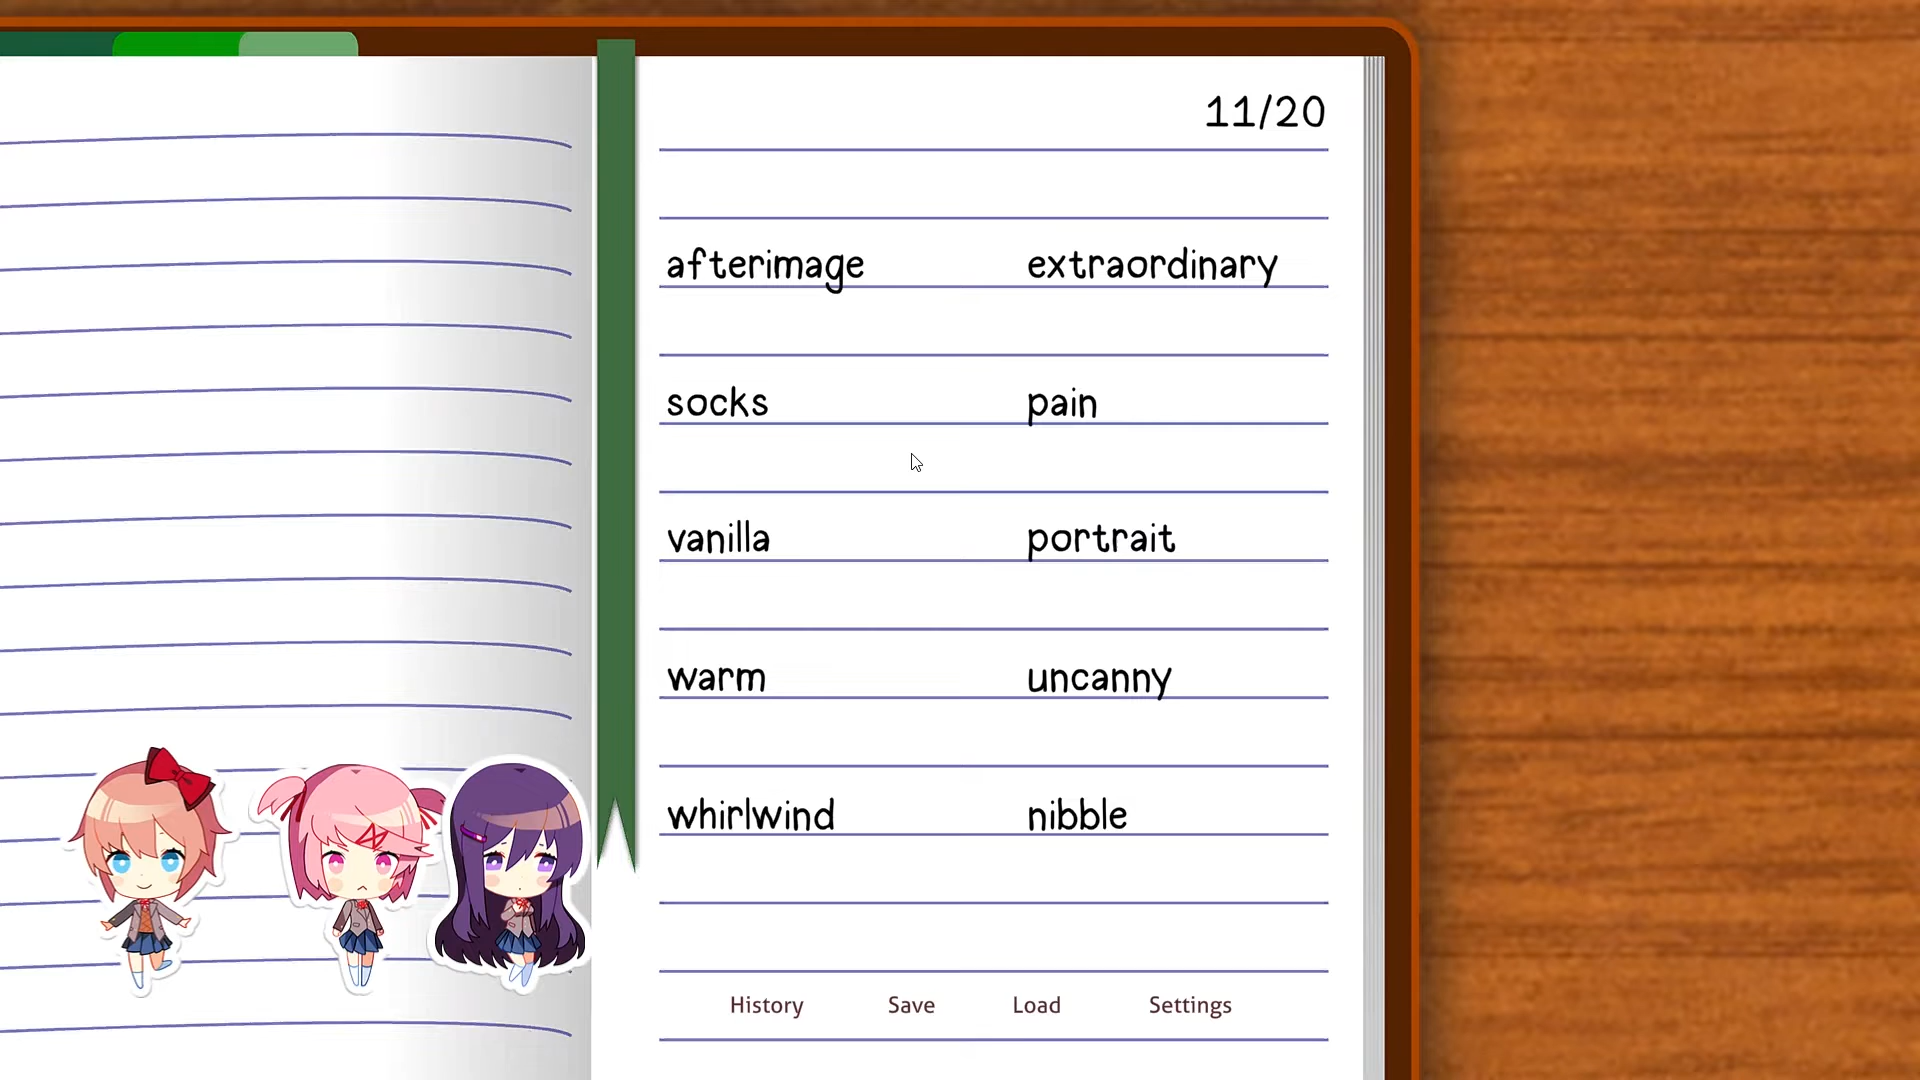 11/20
afterimage extraordinary
socks pain
vanilla portrait
warm uncanny
whirlwind nibble
History Save Load Settings